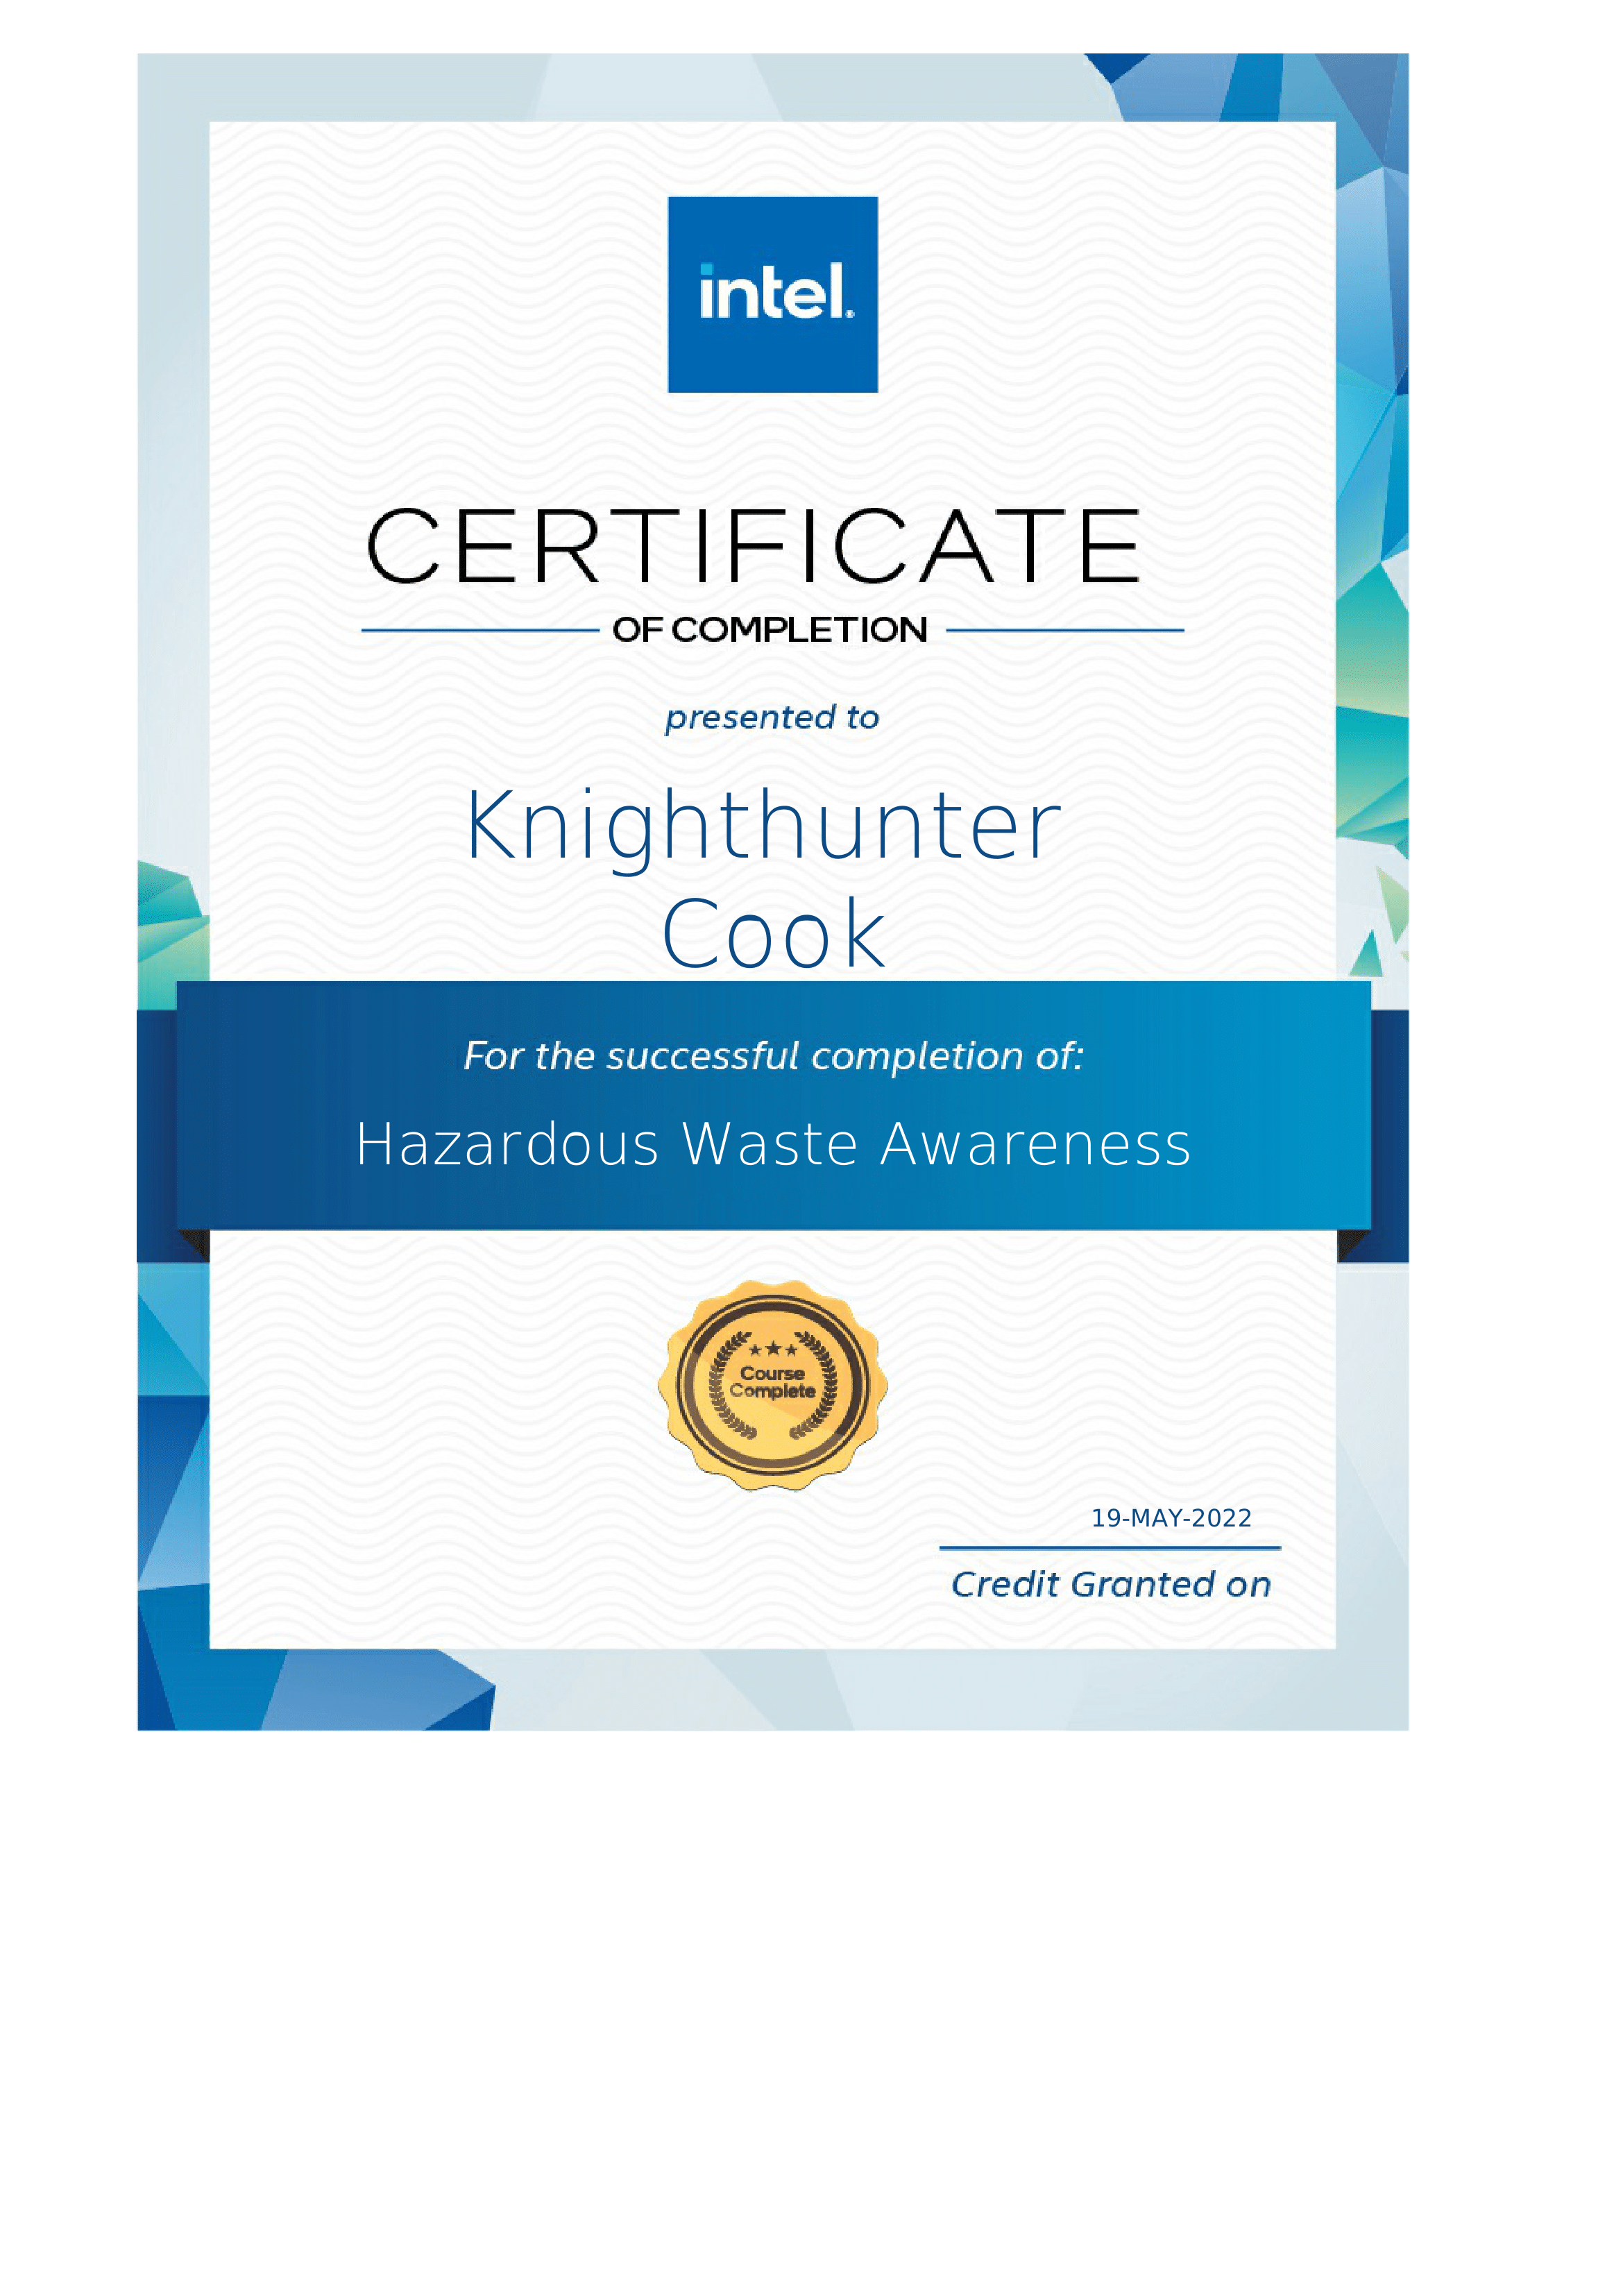 intel.
CERTIFICATE
OF COMPLETION
presented to
Knighthunter
Cook
For the successful completion of:
Hazardous Waste Awareness
Course
Complete
19-MAY-2022
Credit Granted on